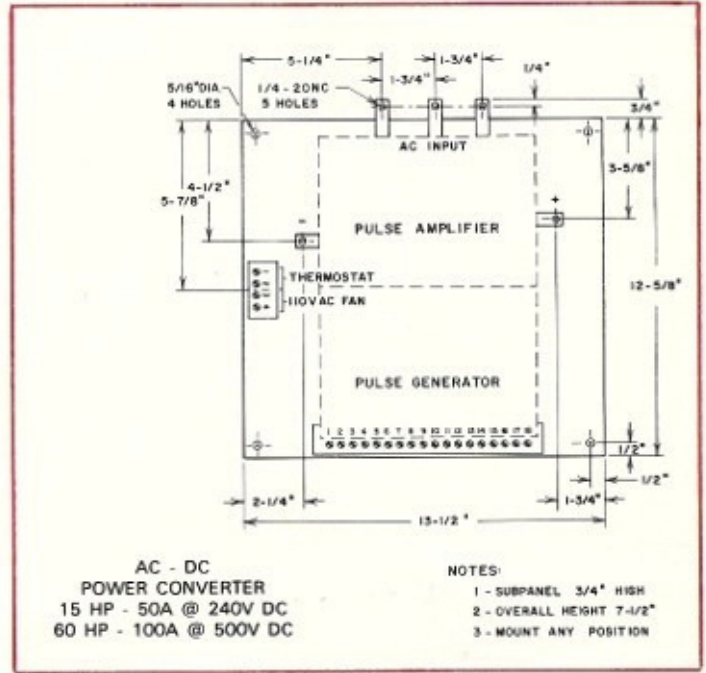 5-1/4"
1-3/4"
1-3/4"
1/4"
5/16" DIA.
4 HOLES
1/4 - 20NC
5 HOLES
3/4"
AC INPUT
4-1/2"
5-7/8"
3-5/8"
-
+
PULSE AMPLIFIER
THERMOSTAT
110VAC FAN
12-5/8"
PULSE GENERATOR
1 2 3 4 5 6 7 8 9 10 11 12 13 14 15 16 17 18
1/2"
1/2"
2-1/4"
1-3/4"
13-1/2"
AC - DC
POWER CONVERTER
15 HP - 50A @ 240V DC
60 HP - 100A @ 500V DC
NOTES:
1 - SUBPANEL 3/4" HIGH
2 - OVERALL HEIGHT 7-1/2"
3 - MOUNT ANY POSITION